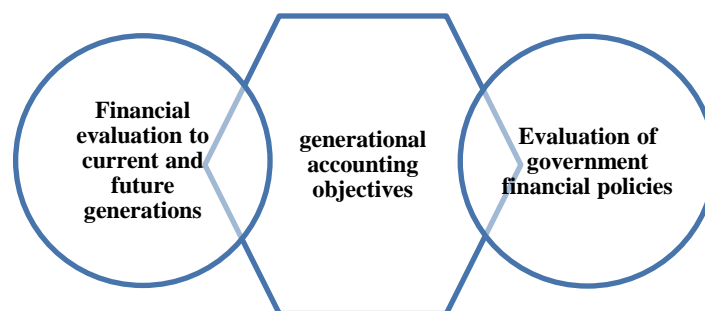 Financial
evaluation to
current and
future
generations
generational
accounting
objectives
Evaluation of
government
financial policies